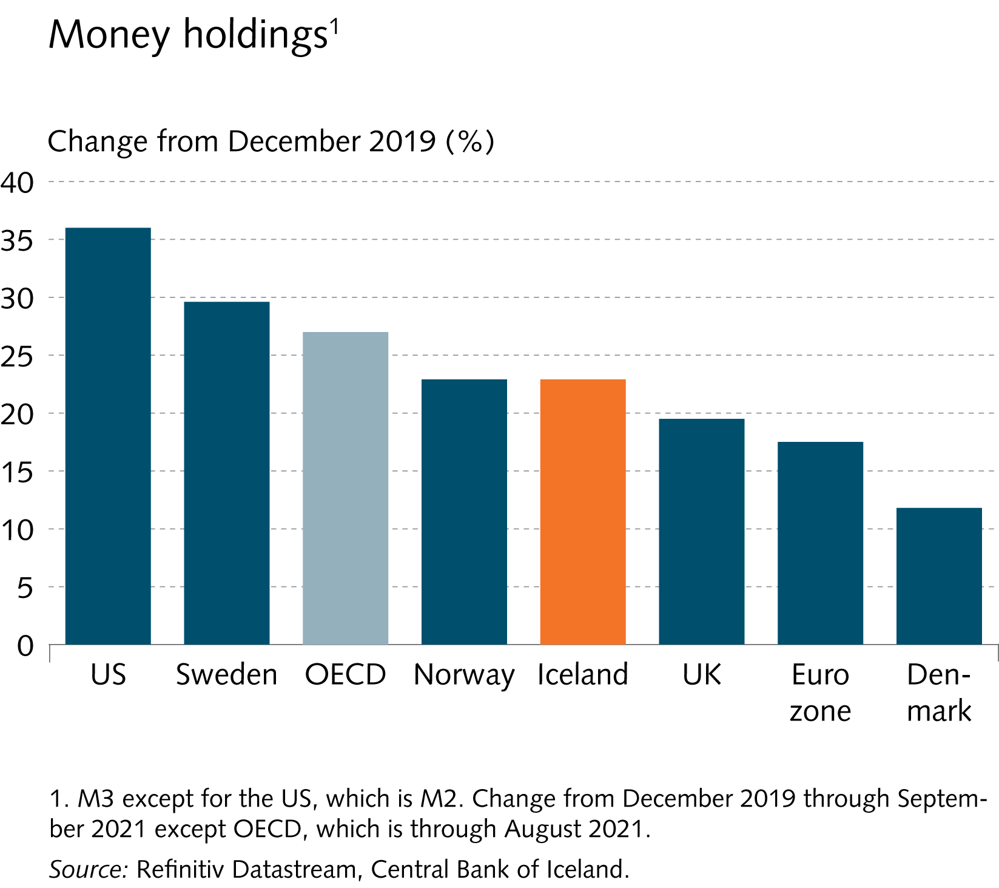 Money holdings¹
Change from December 2019 (%)
40
35
30
25
20
15
10
5
0
US Sweden OECD Norway Iceland UK Euro Den-
zone mark
1. M3 except for the US, which is M2. Change from December 2019 through Septem-
ber 2021 except OECD, which is through August 2021.
Source: Refinitiv Datastream, Central Bank of Iceland.